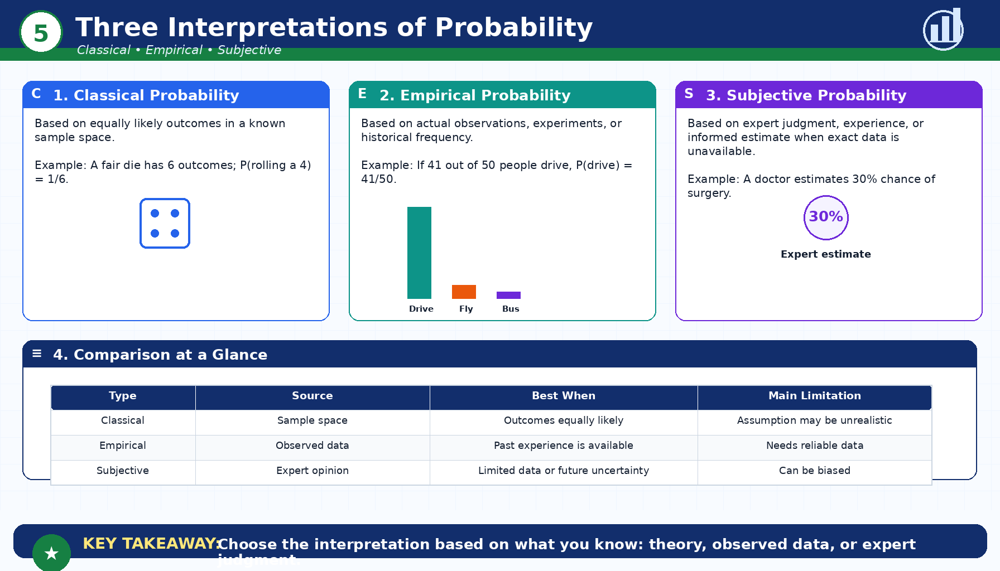 5
Three Interpretations of Probability
Classical • Empirical • Subjective
C 1. Classical Probability
Based on equally likely outcomes in a known
sample space.
Example: A fair die has 6 outcomes; P(rolling a 4)
= 1/6.
E 2. Empirical Probability
Based on actual observations, experiments, or
historical frequency.
Example: If 41 out of 50 people drive, P(drive) =
41/50.
Drive Fly Bus
S 3. Subjective Probability
Based on expert judgment, experience, or
informed estimate when exact data is
unavailable.
Example: A doctor estimates 30% chance of
surgery.
30%
Expert estimate
≡ 4. Comparison at a Glance
Type Source Best When Main Limitation
Classical Sample space Outcomes equally likely Assumption may be unrealistic
Empirical Observed data Past experience is available Needs reliable data
Subjective Expert opinion Limited data or future uncertainty Can be biased
★ KEY TAKEAWAY: Choose the interpretation based on what you know: theory, observed data, or expert
judgment.